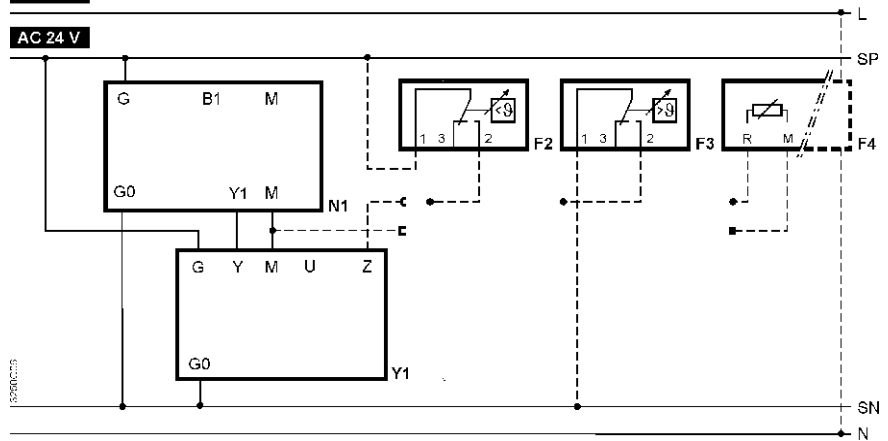 L
AC 24 V
SP
G B1 M
<ϑ
>ϑ
1 3 2 F2
1 3 2 F3
R M F4
G0 Y1 M N1
G Y M U Z
G0 Y1
SN
N